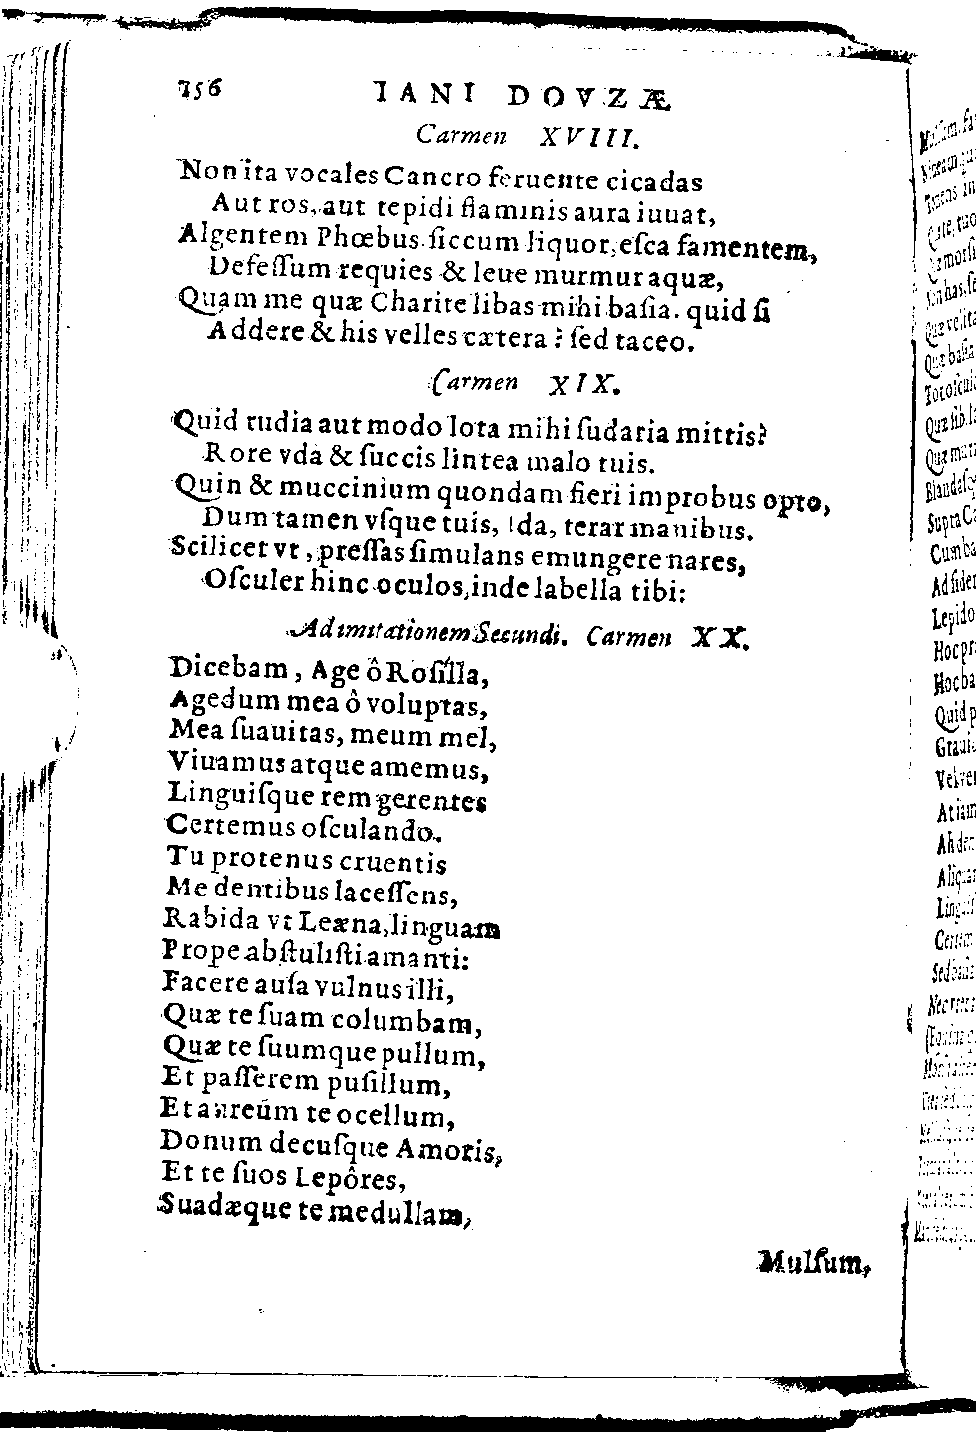 756 IANI DOVZÆ
Carmen XVIII.
Non ita vocales Cancro feruente cicadas
Aut ros, aut tepidi flaminis aura iuuat,
Algentem Phœbus. siccum liquor, esca famentem,
Defessum requies & leue murmur aquæ,
Quam me quæ Charite libas mihi basia. quid si
Addere & his velles cætera? sed taceo.
Carmen XIX.
Quid rudia aut modo lota mihi sudaria mittis?
Rore vda & succis lintea malo tuis.
Quin & muccinium quondam fieri improbus opto,
Dum tamen vsque tuis, Ida, terar manibus.
Scilicet vt, pressas simulans emungere nares,
Osculer hinc oculos, inde labella tibi:
Ad imitationem Secundi. Carmen XX.
Dicebam, Age ô Rosilla,
Agedum mea ô voluptas,
Mea suauitas, meum mel,
Viuamus atque amemus,
Linguisque rem gerentes
Certemus osculando.
Tu protenus cruentis
Me dentibus lacessens,
Rabida vt Leæna, linguam
Prope abstulisti amanti:
Facere ausa vulnus illi,
Quæ te suam columbam,
Quæ te suumque pullum,
Et passerem pusillum,
Et aureum te ocellum,
Donum decusque Amoris,
Et te suos Lepôres,
Suadæque te medullam,
Mulsum,